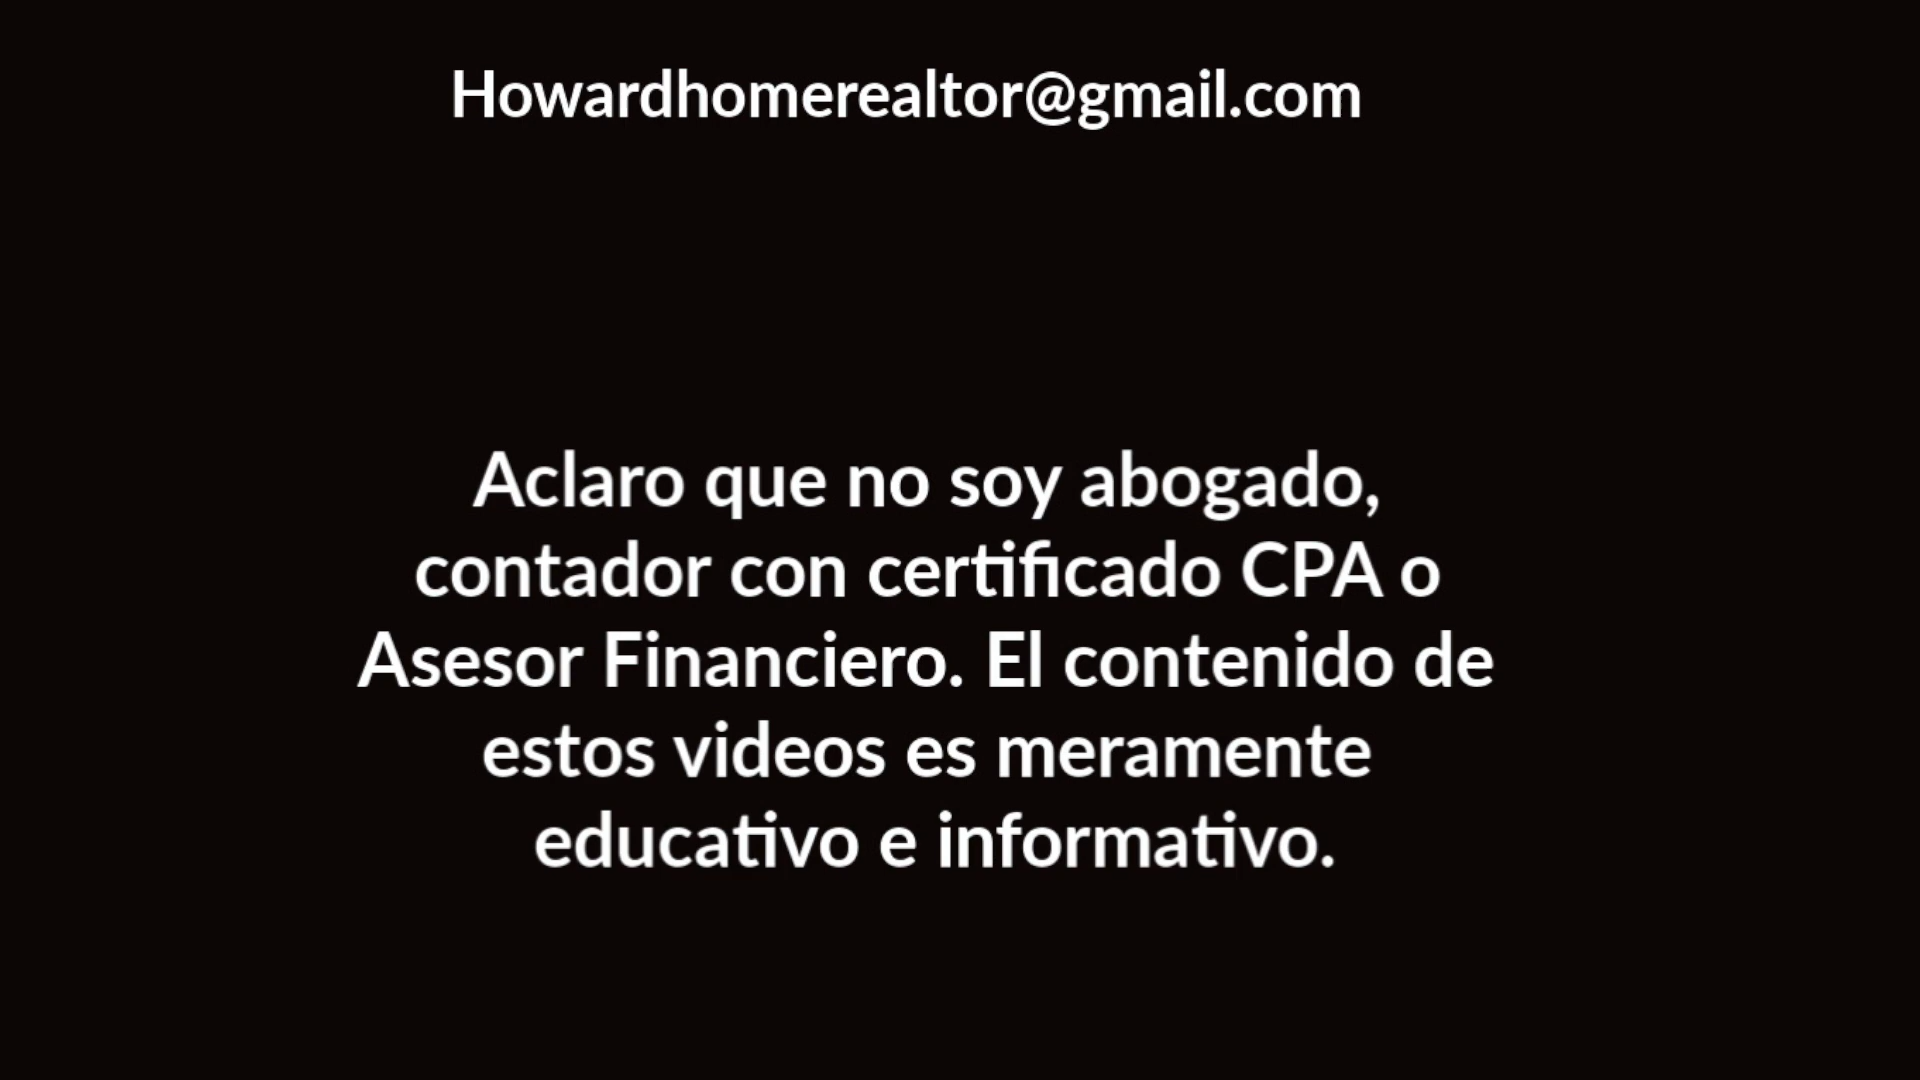 Howardhomerealtor@gmail.com
Aclaro que no soy abogado,
contador con certificado CPA o
Asesor Financiero. El contenido de
estos videos es meramente
educativo e informativo.